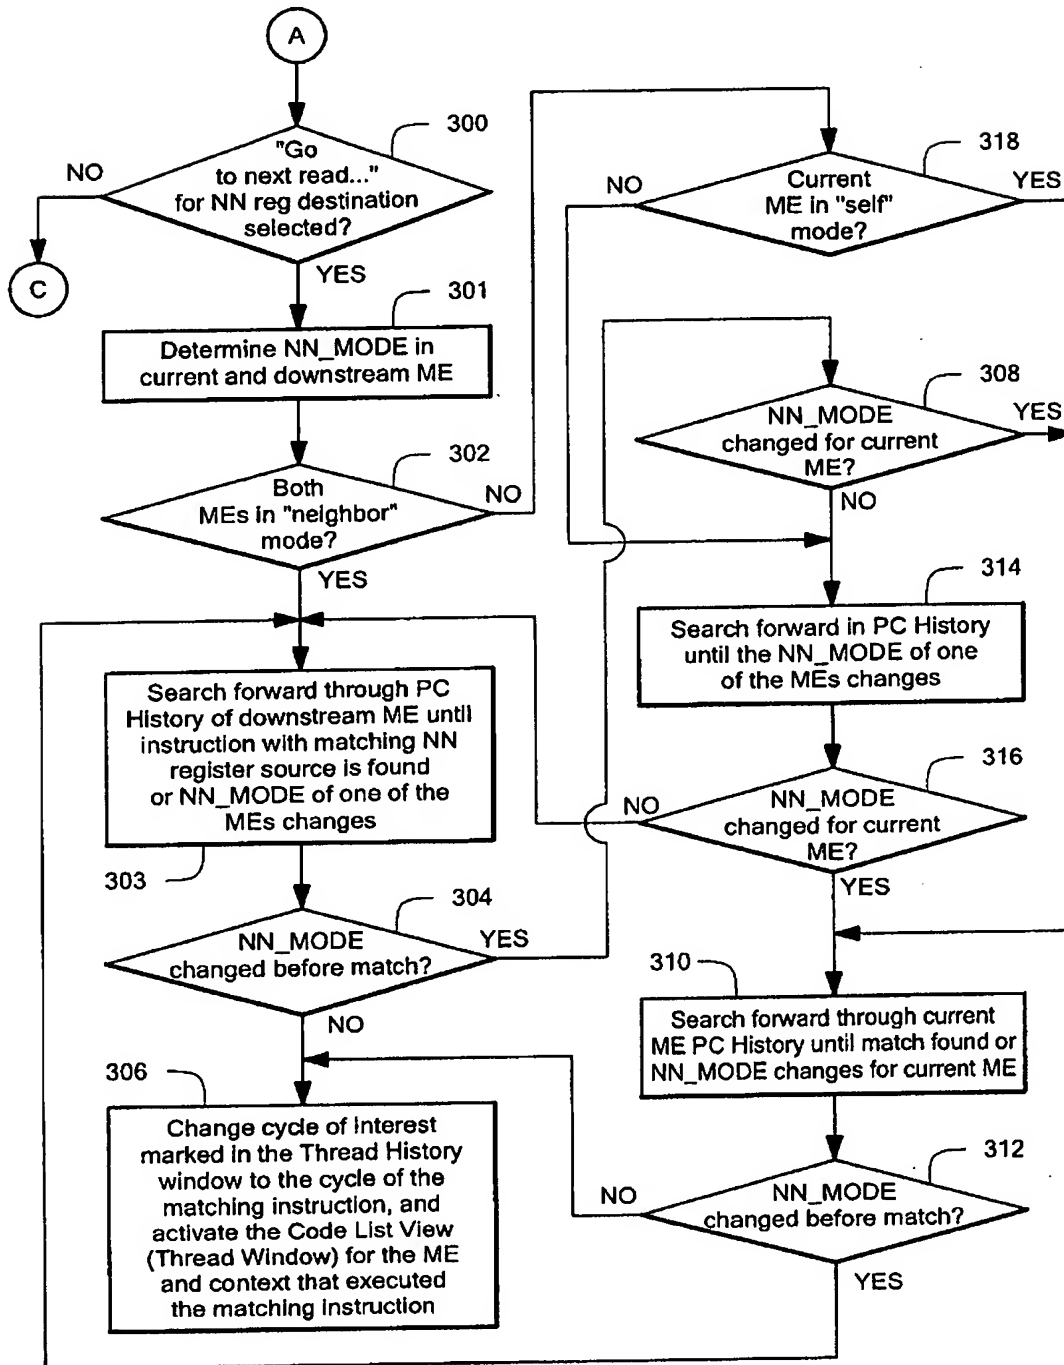 A
300
"Go
to next read..."
for NN reg destination
selected?
NO
YES
C
301
Determine NN_MODE in
current and downstream ME
302
Both
MEs in "neighbor"
mode?
NO
YES
Search forward through PC
History of downstream ME until
instruction with matching NN
register source is found
or NN_MODE of one of the
MEs changes
303
304
NN_MODE
changed before match?
YES
NO
306
Change cycle of interest
marked in the Thread History
window to the cycle of the
matching instruction, and
activate the Code List View
(Thread Window) for the ME
and context that executed
the matching instruction
318
Current
ME in "self"
mode?
NO
YES
308
NN_MODE
changed for current
ME?
YES
NO
314
Search forward in PC History
until the NN_MODE of one
of the MEs changes
316
NN_MODE
changed for current
ME?
NO
YES
310
Search forward through current
ME PC History until match found or
NN_MODE changes for current ME
312
NN_MODE
changed before match?
NO
YES